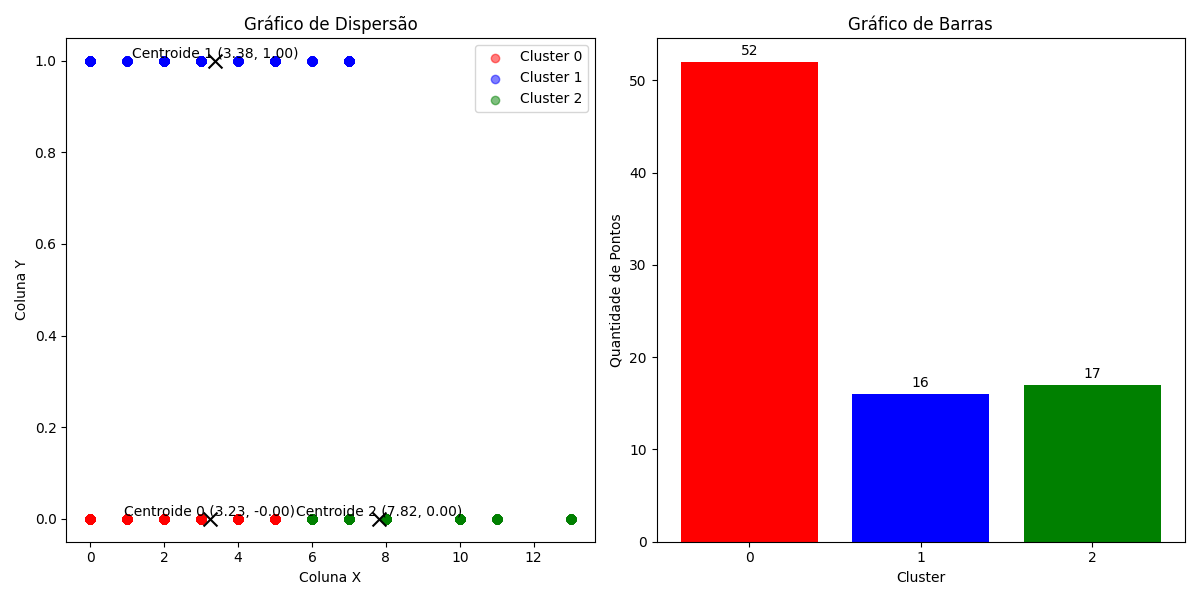 Gráfico de Dispersão
Centroide 1 (3.38, 1.00)
Cluster 0
Cluster 1
Cluster 2
1.0
0.8
0.6
0.4
0.2
0.0
Coluna Y
Centroide 0 (3.23, -0.00)
Centroide 2 (7.82, 0.00)
0 2 4 6 8 10 12
Coluna X
Gráfico de Barras
52
16
17
50
40
30
20
10
0
Quantidade de Pontos
0 1 2
Cluster